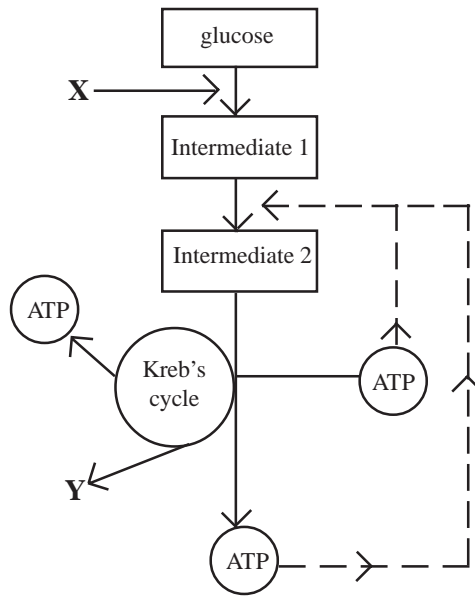 glucose
X
Intermediate 1
Intermediate 2
ATP
Kreb's
cycle
ATP
Y
ATP